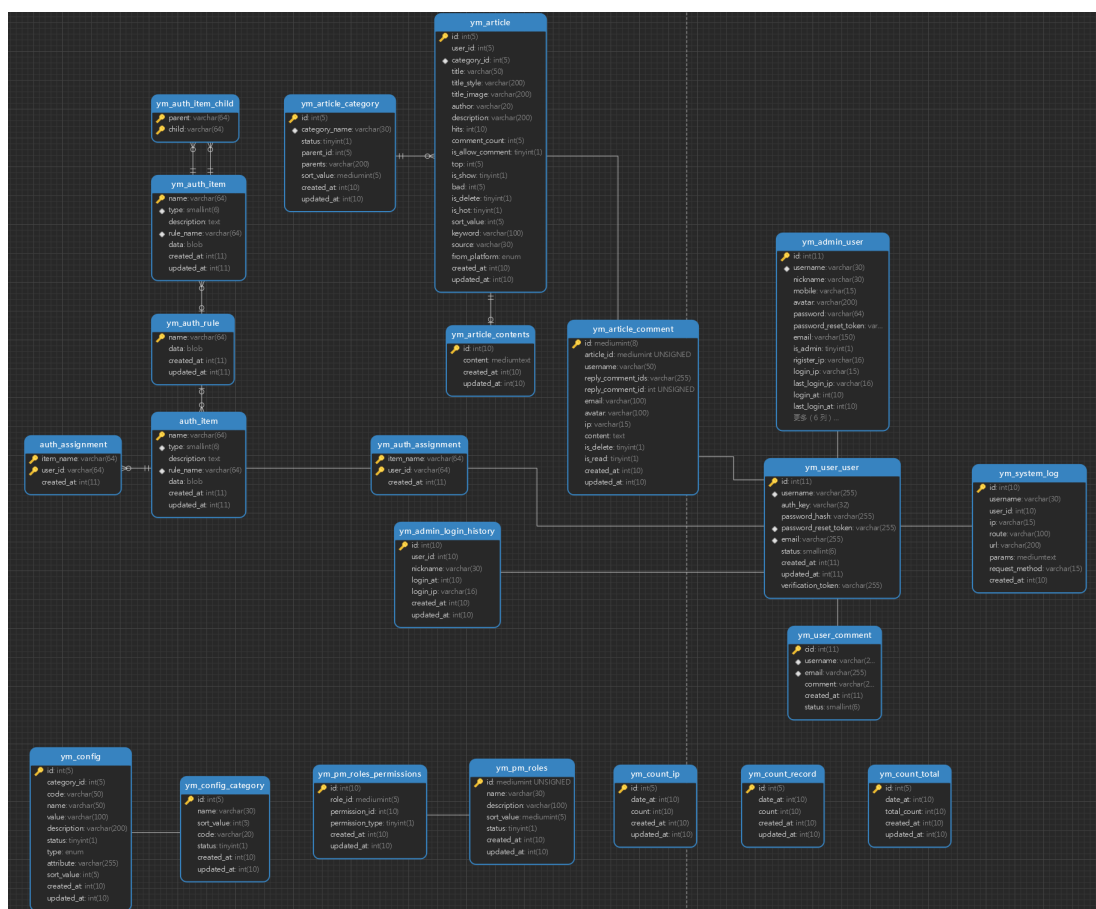 ym_article
id: int(5)
user_id: int(5)
category_id: int(5)
title: varchar(50)
title_style: varchar(200)
title_image: varchar(200)
author: varchar(20)
description: varchar(200)
hits: int(10)
comment_count: int(5)
is_allow_comment: tinyint(1)
top: int(5)
is_show: tinyint(1)
bad: int(5)
is_delete: tinyint(1)
is_hot: tinyint(1)
sort_value: int(5)
keyword: varchar(100)
source: varchar(30)
from_platform: enum
created_at: int(10)
updated_at: int(10)
ym_auth_item_child
parent: varchar(64)
child: varchar(64)
ym_article_category
id: int(5)
category_name: varchar(30)
status: tinyint(1)
parent_id: int(5)
parents: varchar(200)
sort_value: mediumint(5)
created_at: int(10)
updated_at: int(10)
ym_auth_item
name: varchar(64)
type: smallint(6)
description: text
rule_name: varchar(64)
data: blob
created_at: int(11)
updated_at: int(11)
ym_admin_user
id: int(11)
username: varchar(30)
nickname: varchar(30)
mobile: varchar(15)
avatar: varchar(200)
password: varchar(64)
password_reset_token: var...
email: varchar(150)
is_admin: tinyint(1)
rigister_ip: varchar(16)
login_ip: varchar(15)
last_login_ip: varchar(16)
login_at: int(10)
last_login_at: int(10)
更多 ( 6 列 ) ...
ym_auth_rule
name: varchar(64)
data: blob
created_at: int(11)
updated_at: int(11)
ym_article_contents
id: int(10)
content: mediumtext
created_at: int(10)
updated_at: int(10)
ym_article_comment
id: mediumint(8)
article_id: mediumint UNSIGNED
username: varchar(50)
reply_comment_ids: varchar(255)
reply_comment_id: int UNSIGNED
email: varchar(100)
avatar: varchar(100)
ip: varchar(15)
content: text
is_delete: tinyint(1)
is_read: tinyint(1)
created_at: int(10)
updated_at: int(10)
auth_assignment
item_name: varchar(64)
user_id: varchar(64)
created_at: int(11)
auth_item
name: varchar(64)
type: smallint(6)
description: text
rule_name: varchar(64)
data: blob
created_at: int(11)
updated_at: int(11)
ym_auth_assignment
item_name: varchar(64)
user_id: varchar(64)
created_at: int(11)
ym_user_user
id: int(11)
username: varchar(255)
auth_key: varchar(32)
password_hash: varchar(255)
password_reset_token: varchar(255)
email: varchar(255)
status: smallint(6)
created_at: int(11)
updated_at: int(11)
verification_token: varchar(255)
ym_system_log
id: int(10)
username: varchar(30)
user_id: int(10)
ip: varchar(15)
route: varchar(100)
url: varchar(200)
params: mediumtext
request_method: varchar(15)
created_at: int(10)
ym_admin_login_history
id: int(10)
user_id: int(10)
nickname: varchar(30)
login_at: int(10)
login_ip: varchar(16)
created_at: int(10)
updated_at: int(10)
ym_user_comment
cid: int(11)
username: varchar(2...
email: varchar(255)
comment: varchar(2...
created_at: int(11)
status: smallint(6)
ym_config
id: int(5)
category_id: int(5)
code: varchar(50)
name: varchar(50)
value: varchar(100)
description: varchar(200)
status: tinyint(1)
type: enum
attribute: varchar(255)
sort_value: int(5)
created_at: int(10)
updated_at: int(10)
ym_config_category
id: int(5)
name: varchar(30)
sort_value: int(5)
code: varchar(20)
status: tinyint(1)
created_at: int(10)
updated_at: int(10)
ym_pm_roles_permissions
id: int(10)
role_id: mediumint(5)
permission_id: int(10)
permission_type: tinyint(1)
created_at: int(10)
updated_at: int(10)
ym_pm_roles
id: mediumint UNSIGNED
name: varchar(30)
description: varchar(100)
sort_value: mediumint(5)
status: tinyint(1)
created_at: int(10)
updated_at: int(10)
ym_count_ip
id: int(5)
date_at: int(10)
count: int(10)
created_at: int(10)
updated_at: int(10)
ym_count_record
id: int(5)
date_at: int(10)
count: int(10)
created_at: int(10)
updated_at: int(10)
ym_count_total
id: int(5)
date_at: int(10)
total_count: int(10)
created_at: int(10)
updated_at: int(10)